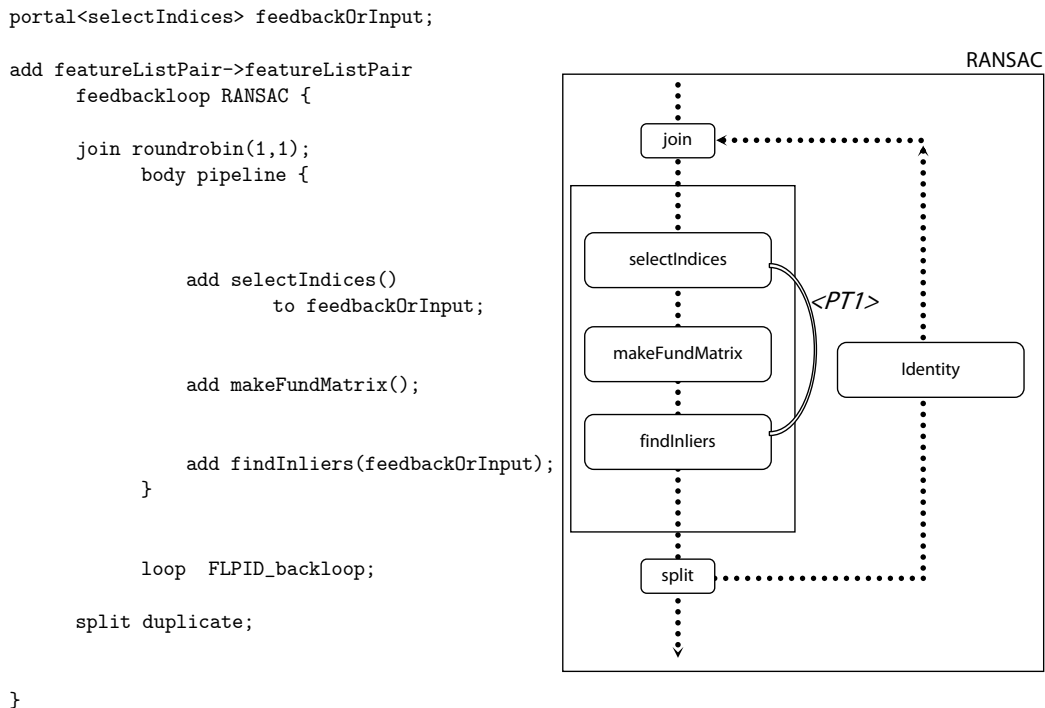 portal<selectIndices> feedbackOrInput;
add featureListPair->featureListPair
feedbackloop RANSAC {
join roundrobin(1,1);
body pipeline {
add selectIndices()
to feedbackOrInput;
add makeFundMatrix();
add findInliers(feedbackOrInput);
}
loop FLPID_backloop;
split duplicate;
}
RANSAC
join
selectIndices
<PT1>
makeFundMatrix
Identity
findInliers
split